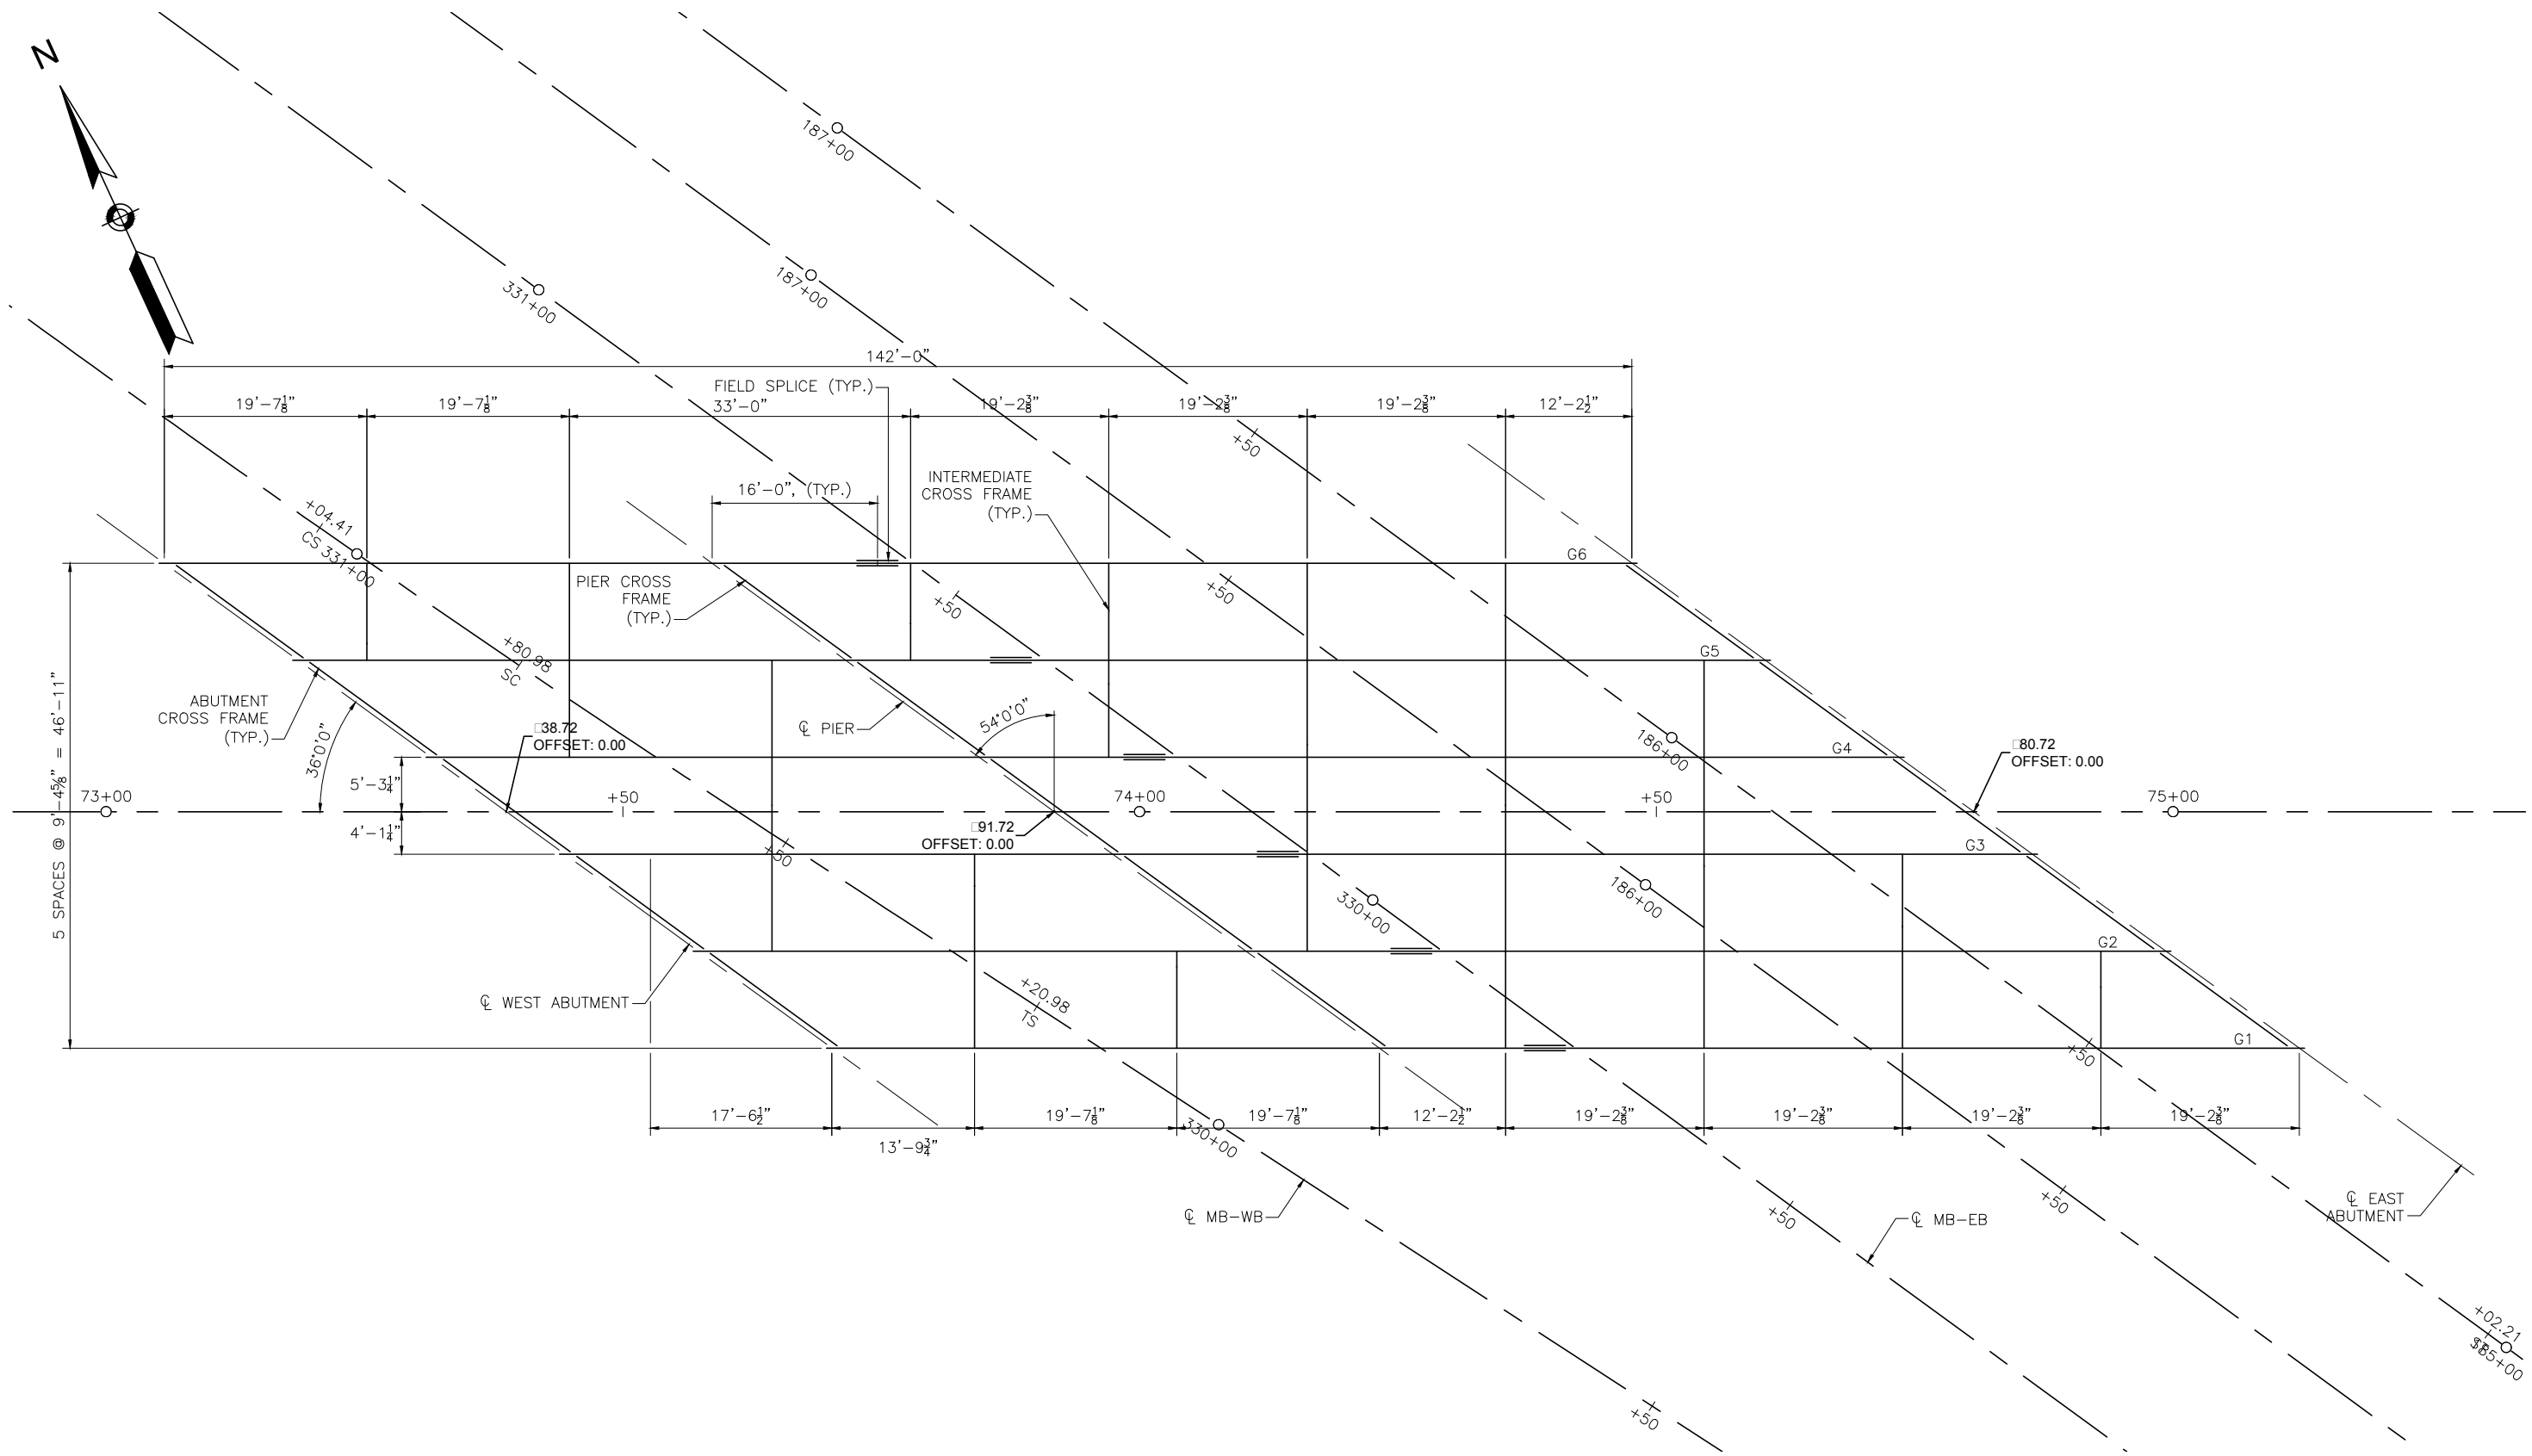 N
187+00
187+00
331+00
142'-0"
FIELD SPLICE (TYP.)
19'-7⅛"
19'-7⅛"
33'-0"
19'-2⅜"
19'-2⅜"
19'-2⅜"
12'-2½"
+50
16'-0", (TYP.)
INTERMEDIATE
CROSS FRAME
(TYP.)
+04.41
CS 331+00
G6
PIER CROSS
FRAME
(TYP.)
+50
+50
+80.98
SC
G5
ABUTMENT
CROSS FRAME
(TYP.)
36°0'0"
□38.72
OFFSET: 0.00
℄ PIER
54°0'0"
186+00
G4
□80.72
OFFSET: 0.00
5 SPACES @ 9'-4⅝" = 46'-11"
5'-3¼"
4'-1¼"
73+00
+50
74+00
+50
75+00
□91.72
OFFSET: 0.00
+50
G3
330+00
186+00
G2
℄ WEST ABUTMENT
+20.98
TS
G1
+50
17'-6½"
13'-9¾"
19'-7⅛"
19'-7⅛"
12'-2½"
19'-2⅜"
19'-2⅜"
19'-2⅜"
19'-2⅜"
330+00
℄ MB-WB
+50
℄ MB-EB
+50
℄ EAST
ABUTMENT
+02.21
185+00
+50